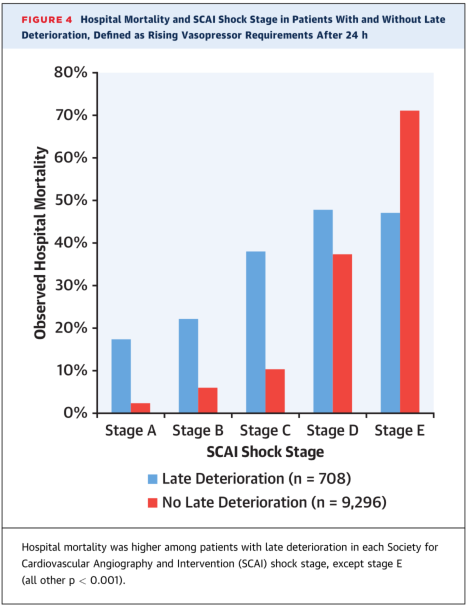 FIGURE 4 Hospital Mortality and SCAI Shock Stage in Patients With and Without Late
Deterioration, Defined as Rising Vasopressor Requirements After 24 h
80%
70%
60%
50%
40%
30%
20%
10%
0%
Observed Hospital Mortality
Stage A Stage B Stage C Stage D Stage E
SCAI Shock Stage
Late Deterioration (n = 708)
No Late Deterioration (n = 9,296)
Hospital mortality was higher among patients with late deterioration in each Society for
Cardiovascular Angiography and Intervention (SCAI) shock stage, except stage E
(all other p < 0.001).